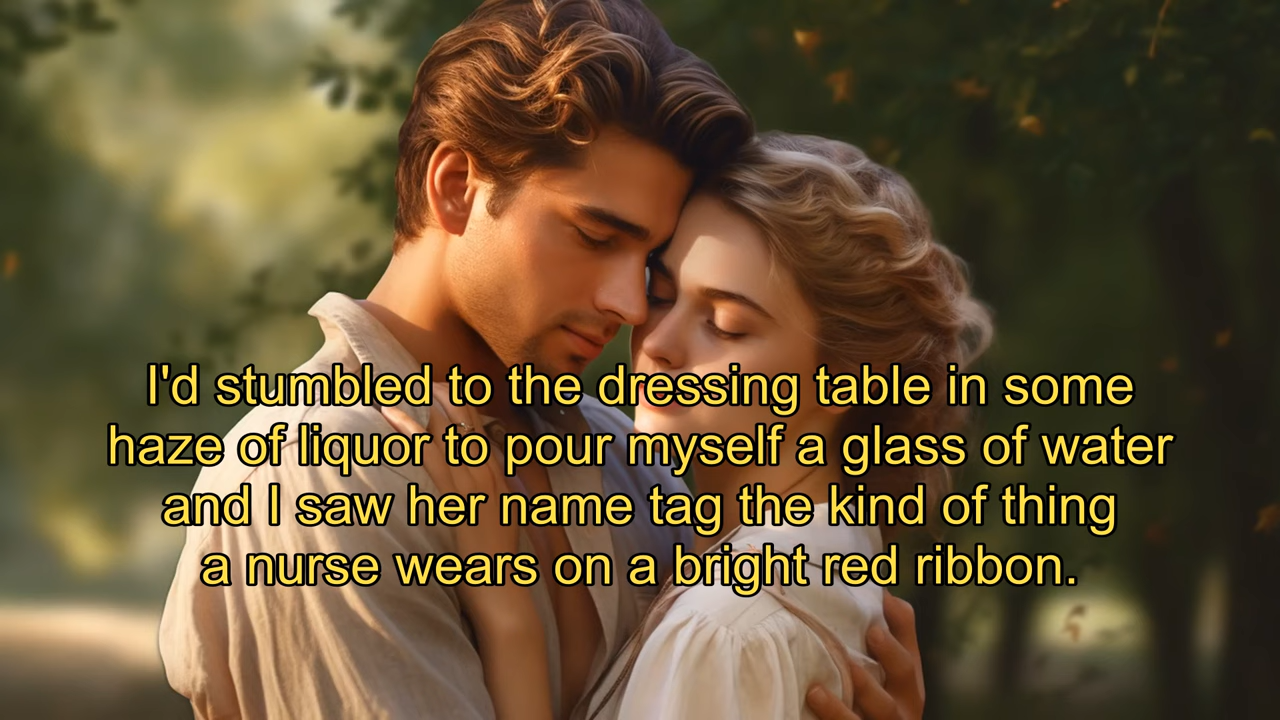 I'd stumbled to the dressing table in some
haze of liquor to pour myself a glass of water
and I saw her name tag the kind of thing
a nurse wears on a bright red ribbon.